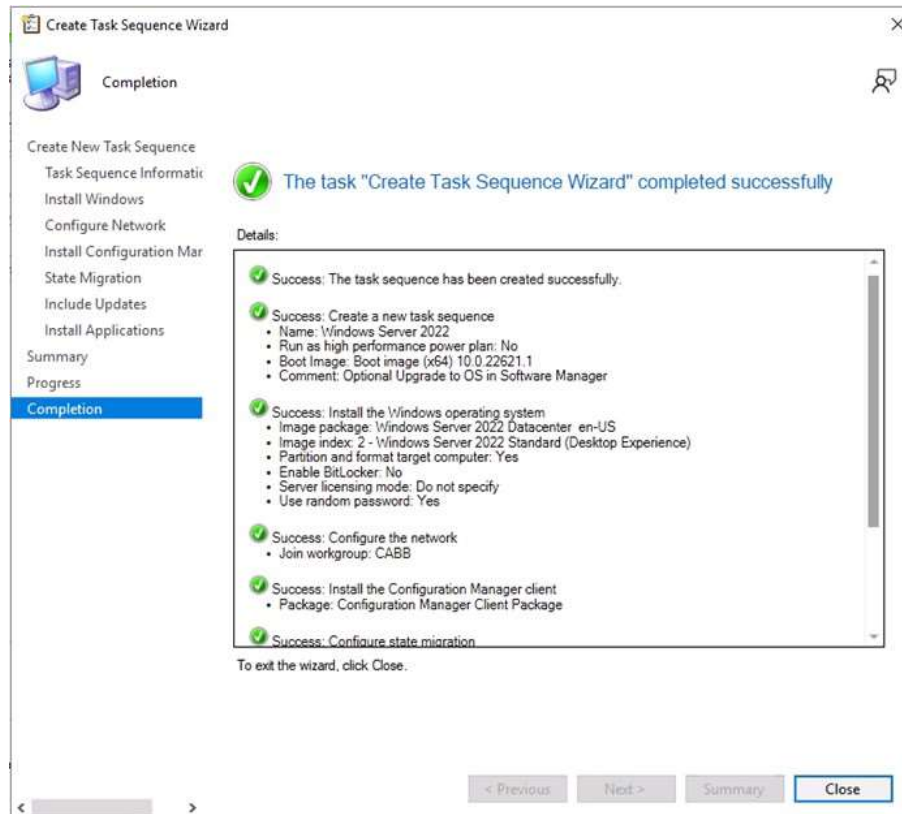 Create Task Sequence Wizard
Completion
Create New Task Sequence
Task Sequence Informatic
Install Windows
Configure Network
Install Configuration Mar
State Migration
Include Updates
Install Applications
Summary
Progress
Completion
The task "Create Task Sequence Wizard" completed successfully
Details:
Success: The task sequence has been created successfully.
Success: Create a new task sequence
• Name: Windows Server 2022
• Run as high performance power plan: No
• Boot Image: Boot image (x64) 10.0.22621.1
• Comment: Optional Upgrade to OS in Software Manager
Success: Install the Windows operating system
• Image package: Windows Server 2022 Datacenter en-US
• Image index: 2 - Windows Server 2022 Standard (Desktop Experience)
• Partition and format target computer: Yes
• Enable BitLocker: No
• Server licensing mode: Do not specify
• Use random password: Yes
Success: Configure the network
• Join workgroup: CABB
Success: Install the Configuration Manager client
• Package: Configuration Manager Client Package
Success: Configure state migration
To exit the wizard, click Close.
< Previous
Next >
Summary
Close